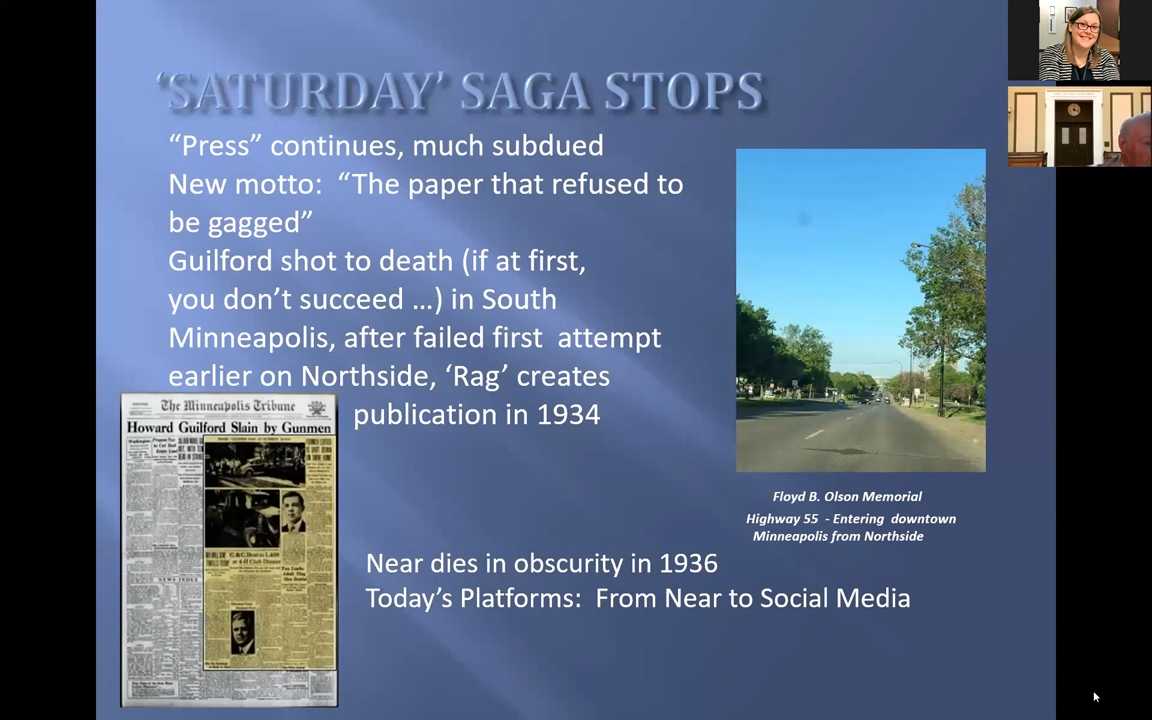 ‘SATURDAY’ SAGA STOPS
“Press” continues, much subdued
New motto:  “The paper that refused to
be gagged”
Guilford shot to death (if at first,
you don’t succeed …) in South
Minneapolis, after failed first  attempt
earlier on Northside, ‘Rag’ creates
publication in 1934
The Minneapolis Tribune
Howard Guilford Slain by Gunmen
Floyd B. Olson Memorial
Highway 55  - Entering  downtown
Minneapolis from Northside
Near dies in obscurity in 1936
Today’s Platforms:  From Near to Social Media